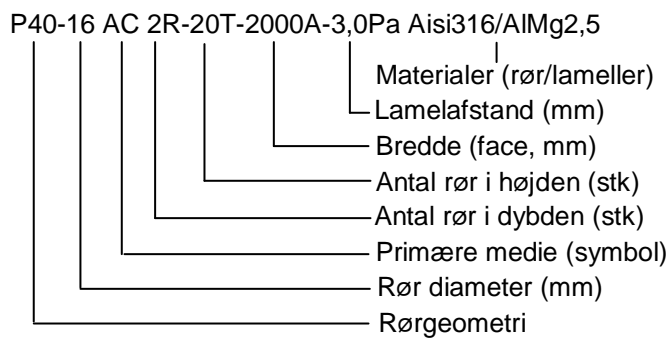 P40-16 AC 2R-20T-2000A-3,0Pa Aisi316/AlMg2,5
Materialer (rør/lameller)
Lamelafstand (mm)
Bredde (face, mm)
Antal rør i højden (stk)
Antal rør i dybden (stk)
Primære medie (symbol)
Rør diameter (mm)
Rørgeometri